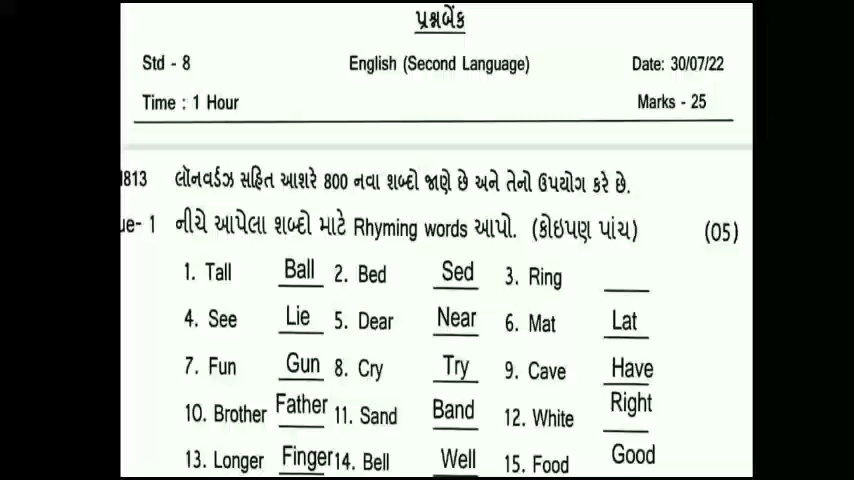 પ્રશ્નબેંક
Std - 8 English (Second Language) Date: 30/07/22
Time : 1 Hour Marks - 25
1813 લૉનવર્ડઝ સહિત આશરે 800 નવા શબ્દો જાણે છે અને તેનો ઉપયોગ કરે છે.
ue- 1 નીચે આપેલા શબ્દો માટે Rhyming words આપો. (કોઇપણ પાંચ) (05)
1. Tall Ball 2. Bed Sed 3. Ring ____
4. See Lie 5. Dear Near 6. Mat Lat
7. Fun Gun 8. Cry Try 9. Cave Have
10. Brother Father 11. Sand Band 12. White Right
13. Longer Finger 14. Bell Well 15. Food Good